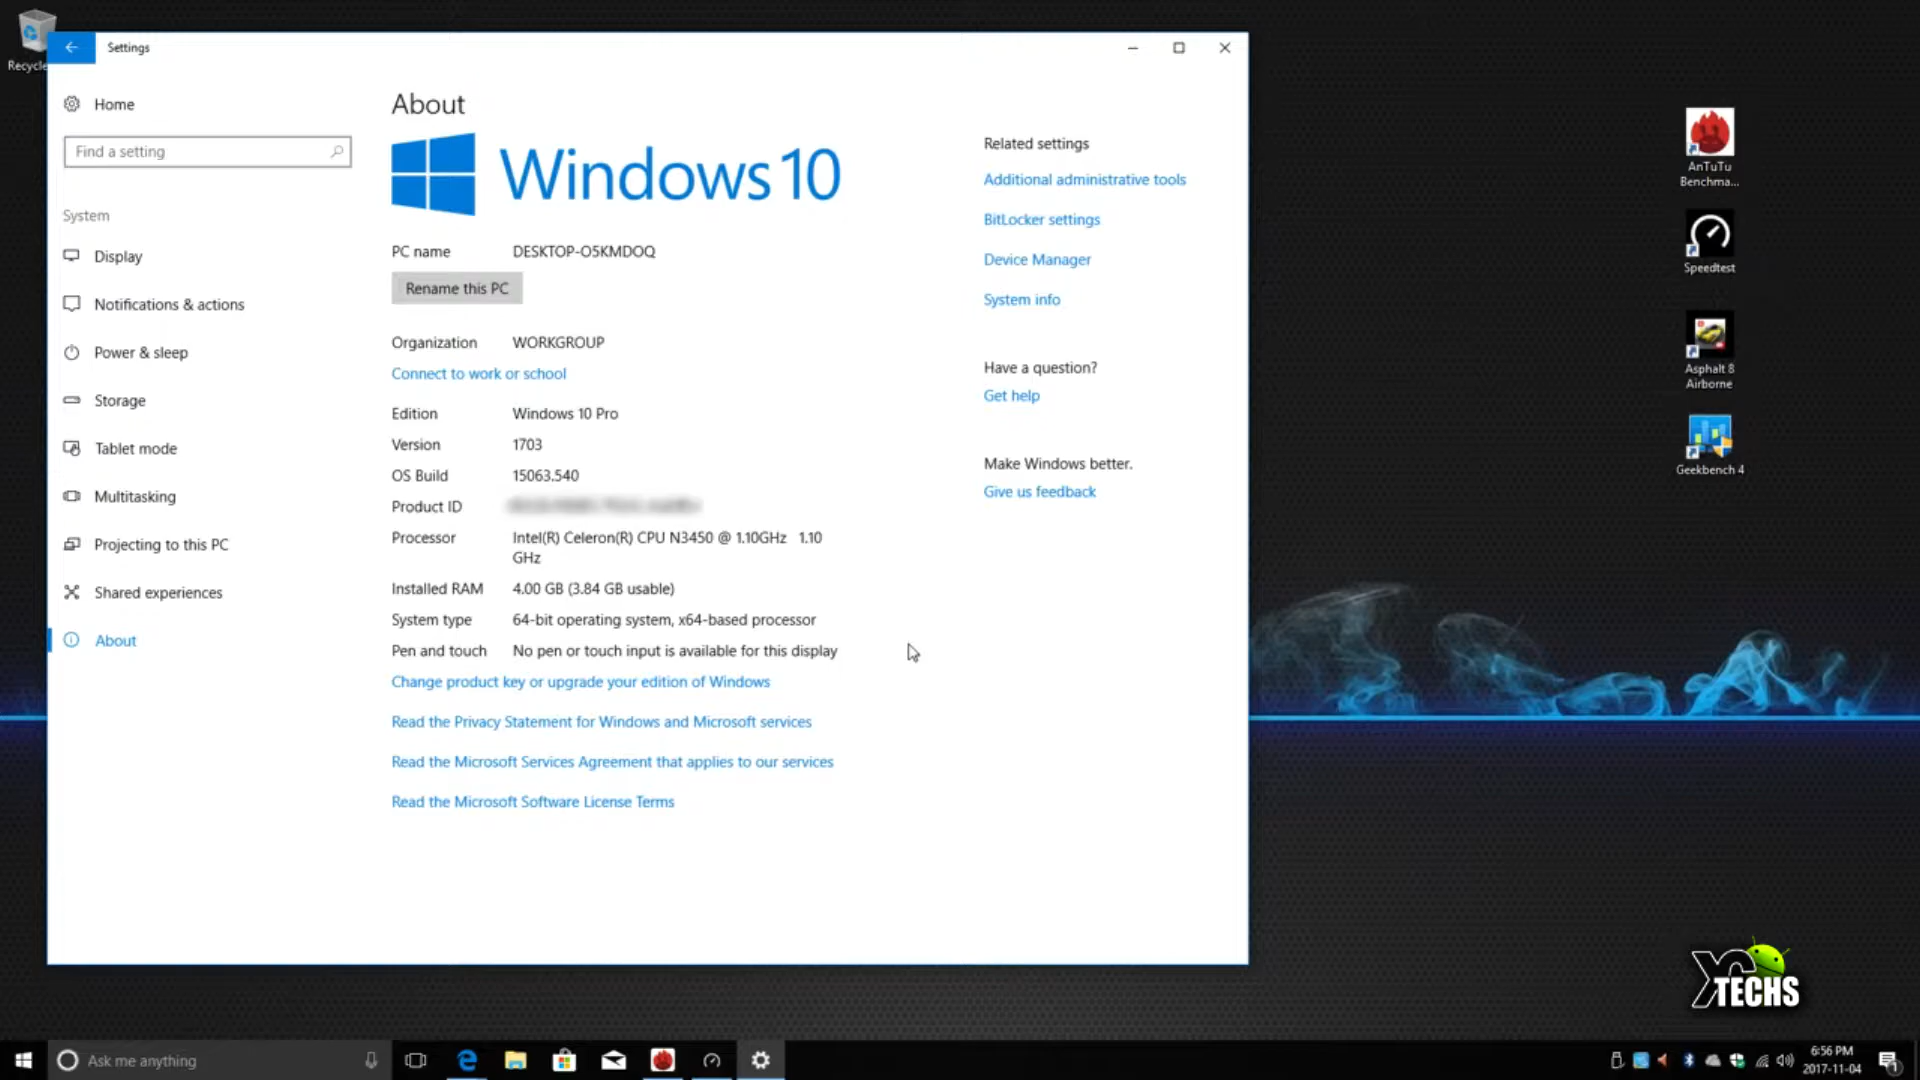 Recycle
Settings
Home
Find a setting
System
Display
Notifications & actions
Power & sleep
Storage
Tablet mode
Multitasking
Projecting to this PC
Shared experiences
About
About
Windows 10
PC name DESKTOP-O5KMDOQ
Rename this PC
Organization WORKGROUP
Connect to work or school
Edition Windows 10 Pro
Version 1703
OS Build 15063.540
Product ID
Processor Intel(R) Celeron(R) CPU N3450 @ 1.10GHz 1.10
GHz
Installed RAM 4.00 GB (3.84 GB usable)
System type 64-bit operating system, x64-based processor
Pen and touch No pen or touch input is available for this display
Change product key or upgrade your edition of Windows
Read the Privacy Statement for Windows and Microsoft services
Read the Microsoft Services Agreement that applies to our services
Read the Microsoft Software License Terms
Related settings
Additional administrative tools
BitLocker settings
Device Manager
System info
Have a question?
Get help
Make Windows better.
Give us feedback
AnTuTu
Benchma...
Speedtest
Asphalt 8
Airborne
Geekbench 4
TECHS
Ask me anything
6:56 PM
2017-11-04
1